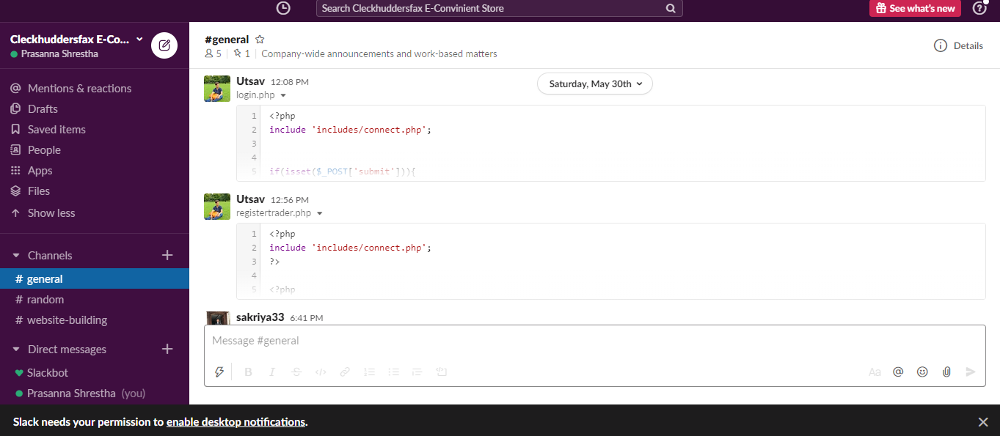 Search Cleckhuddersfax E-Convinient Store
See what's new
Cleckhuddersfax E-Co...
Prasanna Shrestha
Mentions & reactions
Drafts
Saved items
People
Apps
Files
Show less
Channels
# general
# random
# website-building
Direct messages
Slackbot
Prasanna Shrestha (you)
#general
5 | 1 | Company-wide announcements and work-based matters
Details
Saturday, May 30th
Utsav 12:08 PM
login.php
1 <?php
2 include 'includes/connect.php';
3
4
5 if(isset($_POST['submit'])){
Utsav 12:56 PM
registertrader.php
1 <?php
2 include 'includes/connect.php';
3 ?>
4
5 <?php
sakriya33 6:41 PM
Message #general
B I S </>
Aa @
Slack needs your permission to enable desktop notifications.